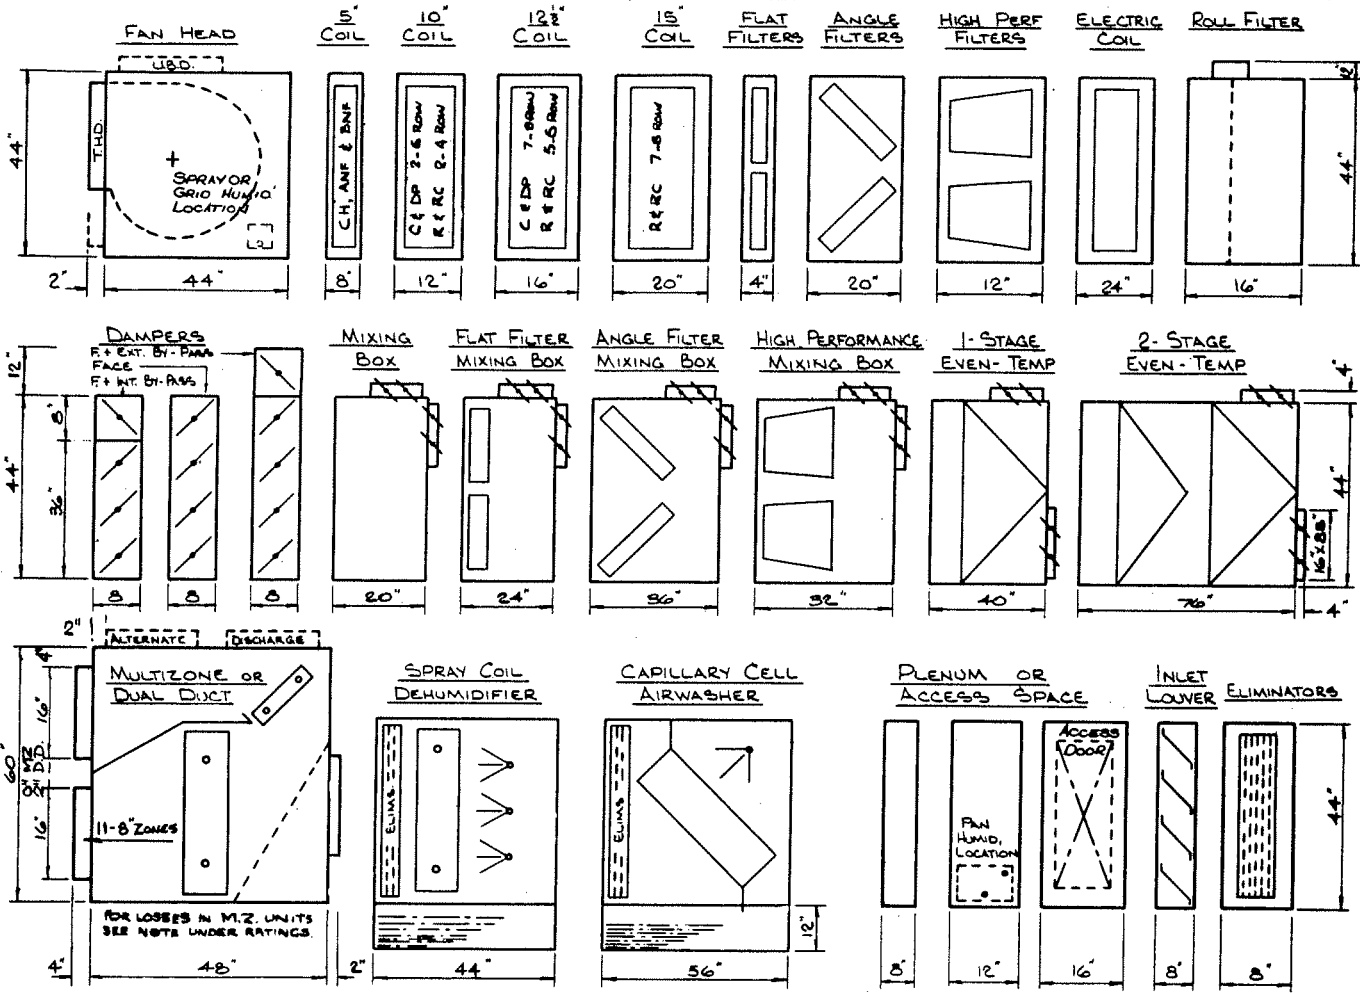 FAN HEAD
5"
COIL
10"
COIL
12½"
COIL
15"
COIL
FLAT
FILTERS
ANGLE
FILTERS
HIGH PERF
FILTERS
ELECTRIC
COIL
ROLL FILTER
U.B.D.
T.H.D.
SPRAY OR
GRID HUMID.
LOCATION
44"
2"
44"
CH, ANF & BNF
8"
C & DP 2-6 ROW
R & RC 2-4 ROW
12"
C & DP 7-8 ROW
R & RC 5-6 ROW
16"
R & RC 7-8 ROW
20"
4"
20"
12"
24"
16"
12"
44"
DAMPERS
F. + EXT. BY-PASS
FACE
F. + INT. BY-PASS
12"
44"
8"
36"
8
8
8
MIXING
BOX
20"
FLAT FILTER
MIXING BOX
24"
ANGLE FILTER
MIXING BOX
36"
HIGH PERFORMANCE
MIXING BOX
32"
1-STAGE
EVEN-TEMP
40"
2-STAGE
EVEN-TEMP
76"
4"
44"
16"x88"
4"
2"
ALTERNATE
DISCHARGE
MULTIZONE OR
DUAL DUCT
60"
4"
16"
2" D.D.
16"
11-8" ZONES
FOR LOSSES IN M.Z. UNITS
SEE NOTE UNDER RATINGS.
4"
48"
2"
SPRAY COIL
DEHUMIDIFIER
ELIMS.
44"
CAPILLARY CELL
AIRWASHER
ELIMS
12"
56"
PLENUM OR
ACCESS SPACE
ACCESS
DOOR
PAN
HUMID,
LOCATION
8"
12"
16"
INLET
LOUVER
8"
ELIMINATORS
44"
8"